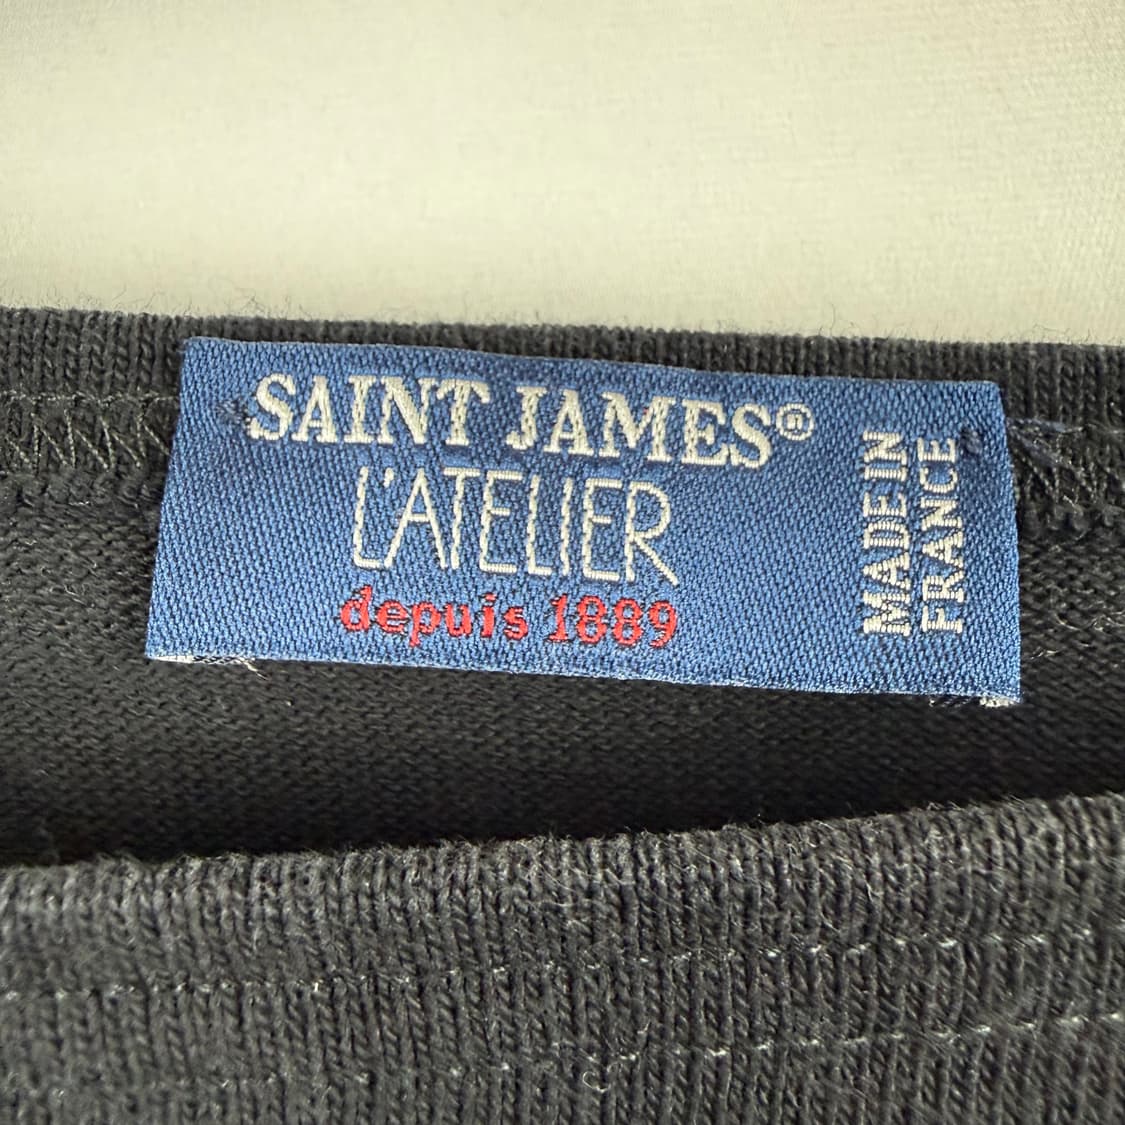 SAINT JAMES®
L'ATELIER
depuis 1889
MADE IN
FRANCE